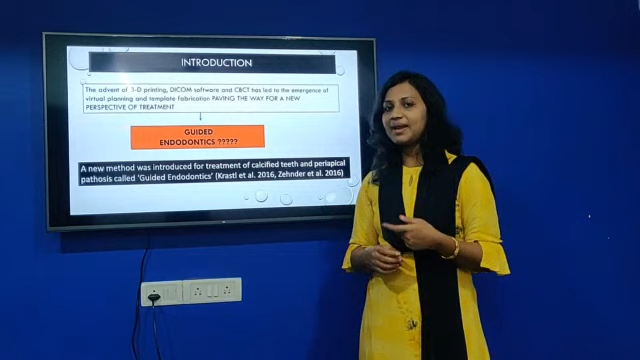 INTRODUCTION
The advent of 3-D printing, DICOM software and CBCT has led to the emergence of
virtual planning and template fabrication PAVING THE WAY FOR A NEW
PERSPECTIVE OF TREATMENT
GUIDED
ENDODONTICS ?????
A new method was introduced for treatment of calcified teeth and periapical
pathosis called 'Guided Endodontics' (Krastl et al. 2016, Zehnder et al. 2016)